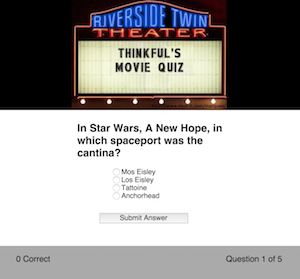 RIVERSIDE TWIN
THEATER
THINKFUL'S
MOVIE QUIZ
In Star Wars, A New Hope, in
which spaceport was the
cantina?
Mos Eisley
Los Eisley
Tattoine
Anchorhead
Submit Answer
0 Correct
Question 1 of 5